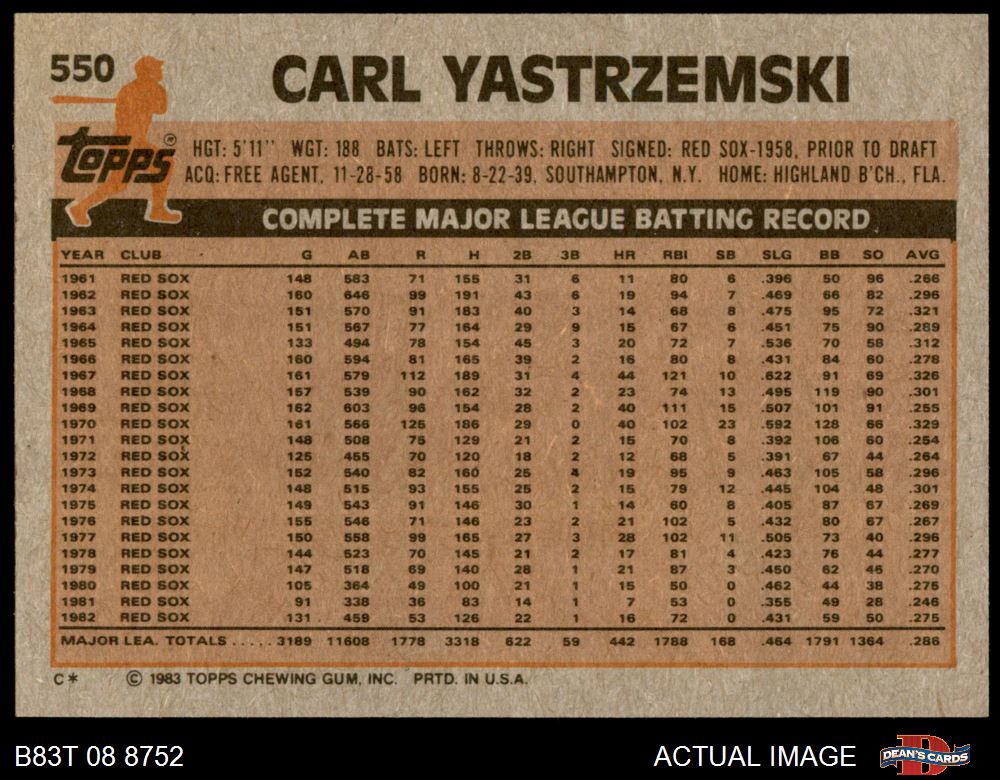 550
CARL YASTRZEMSKI
Topps®
HGT: 5'11" WGT: 188 BATS: LEFT THROWS: RIGHT SIGNED: RED SOX-1958, PRIOR TO DRAFT
ACQ: FREE AGENT, 11-28-58 BORN: 8-22-39, SOUTHAMPTON, N.Y. HOME: HIGHLAND B'CH., FLA.
COMPLETE MAJOR LEAGUE BATTING RECORD
YEAR CLUB G AB R H 2B 3B HR RBI SB SLG BB SO AVG
1961 RED SOX 148 583 71 155 31 6 11 80 6 .396 50 96 .266
1962 RED SOX 160 646 99 191 43 6 19 94 7 .469 66 82 .296
1963 RED SOX 151 570 91 183 40 3 14 68 8 .475 95 72 .321
1964 RED SOX 151 567 77 164 29 9 15 67 6 .451 75 90 .289
1965 RED SOX 133 494 78 154 45 3 20 72 7 .536 70 58 .312
1966 RED SOX 160 594 81 165 39 2 16 80 8 .431 84 60 .278
1967 RED SOX 161 579 112 189 31 4 44 121 10 .622 91 69 .326
1968 RED SOX 157 539 90 162 32 2 23 74 13 .495 119 90 .301
1969 RED SOX 162 603 96 154 28 2 40 111 15 .507 101 91 .255
1970 RED SOX 161 566 125 186 29 0 40 102 23 .592 128 66 .329
1971 RED SOX 148 508 75 129 21 2 15 70 8 .392 106 60 .254
1972 RED SOX 125 455 70 120 18 2 12 68 5 .391 67 44 .264
1973 RED SOX 152 540 82 160 25 4 19 95 9 .463 105 58 .296
1974 RED SOX 148 515 93 155 25 2 15 79 12 .445 104 48 .301
1975 RED SOX 149 543 91 146 30 1 14 60 8 .405 87 67 .269
1976 RED SOX 155 546 71 146 23 2 21 102 5 .432 80 67 .267
1977 RED SOX 150 558 99 165 27 3 28 102 11 .505 73 40 .296
1978 RED SOX 144 523 70 145 21 2 17 81 4 .423 76 44 .277
1979 RED SOX 147 518 69 140 28 1 21 87 3 .450 62 46 .270
1980 RED SOX 105 364 49 100 21 1 15 50 0 .462 44 38 .275
1981 RED SOX 91 338 36 83 14 1 7 53 0 .355 49 28 .246
1982 RED SOX 131 459 53 126 22 1 16 72 0 .431 59 50 .275
MAJOR LEA. TOTALS ..... 3189 11608 1778 3318 622 59 442 1788 168 .464 1791 1364 .286
C* © 1983 TOPPS CHEWING GUM, INC. PRTD. IN U.S.A.
B83T 08 8752 ACTUAL IMAGE DEAN'S CARDS